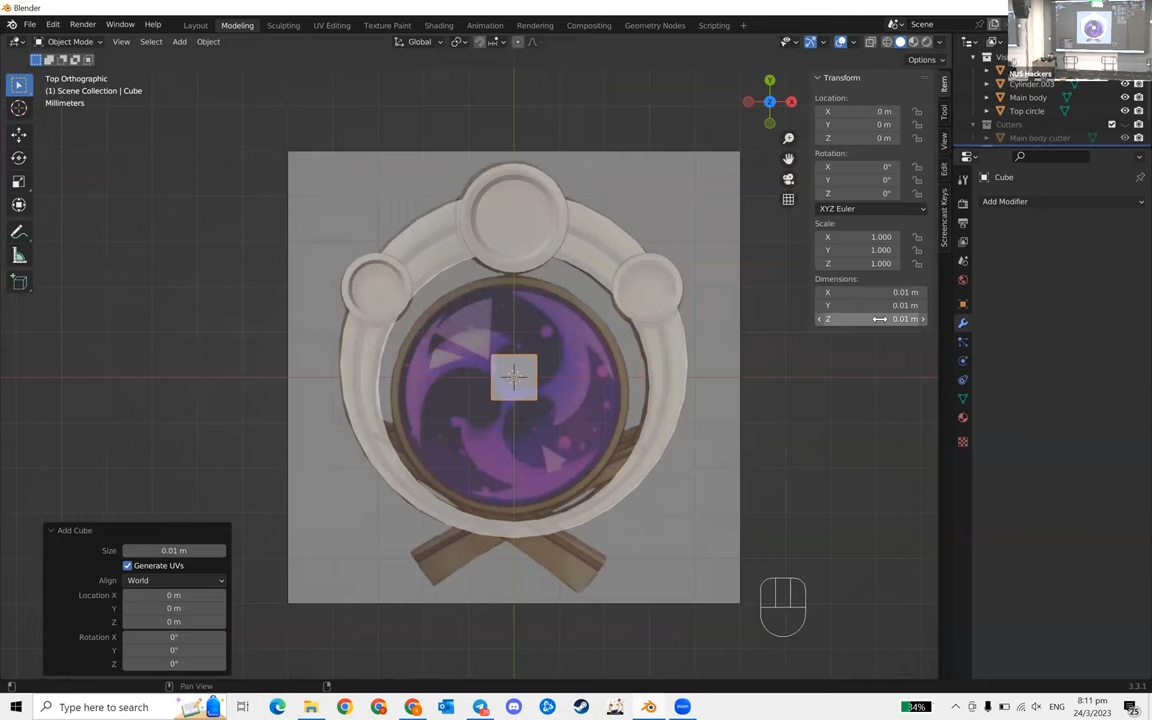 Blender
File Edit Render Window Help Layout Modeling Sculpting UV Editing Texture Paint Shading Animation Rendering Compositing Geometry Nodes Scripting Scene
Object Mode View Select Add Object Global
Options
Top Orthographic
(1) Scene Collection | Cube
Millimeters
Y
X
Z
Transform
Location:
X 0 m
Y 0 m
Z 0 m
Rotation:
X 0°
Y 0°
Z 0°
XYZ Euler
Scale:
X 1.000
Y 1.000
Z 1.000
Dimensions:
X 0.01 m
Y 0.01 m
Z 0.01 m
Item
Tool
View
Edit
Screencast Keys
NUS Hackers
Cylinder.003
Main body
Top circle
Cutters
Main body cutter
Cube
Add Modifier
Add Cube
Size 0.01 m
Generate UVs
Align World
Location X 0 m
Y 0 m
Z 0 m
Rotation X 0°
Y 0°
Z 0°
Pan View
3.3.1
Type here to search
34%
ENG
8:11 pm
24/3/2023
25